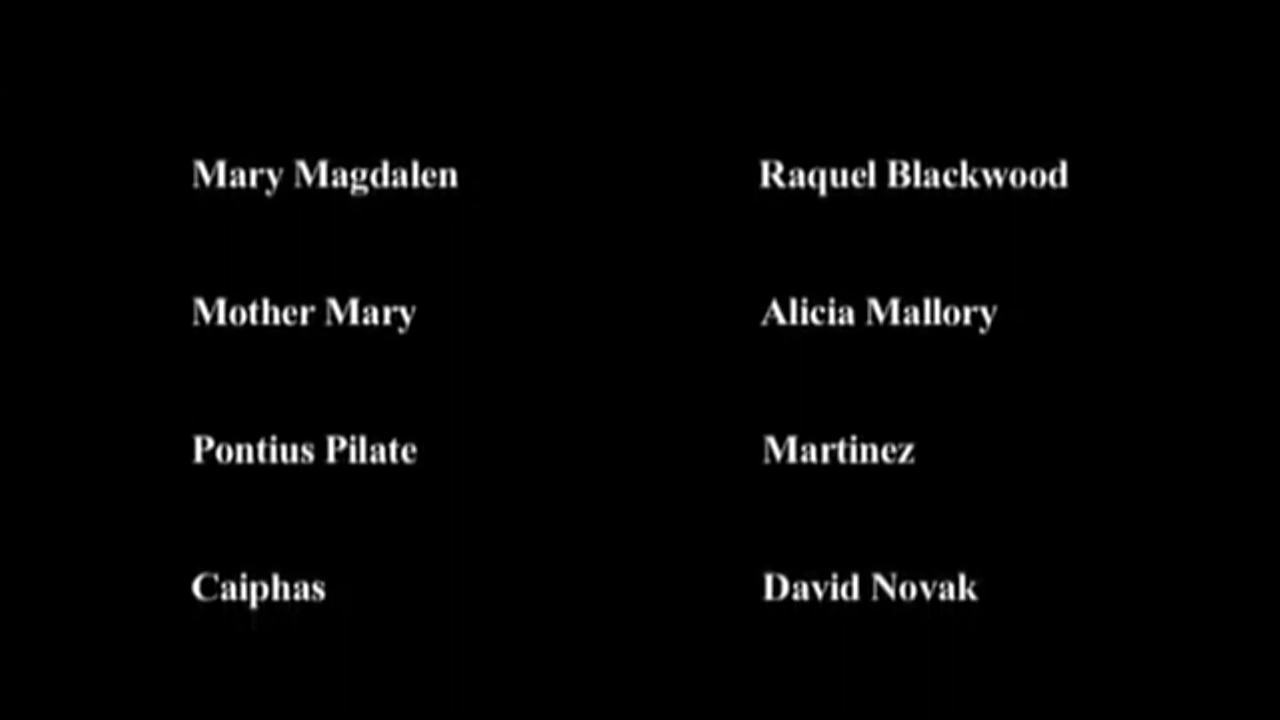 Mary Magdalen Raquel Blackwood
Mother Mary Alicia Mallory
Pontius Pilate Martinez
Caiphas David Novak